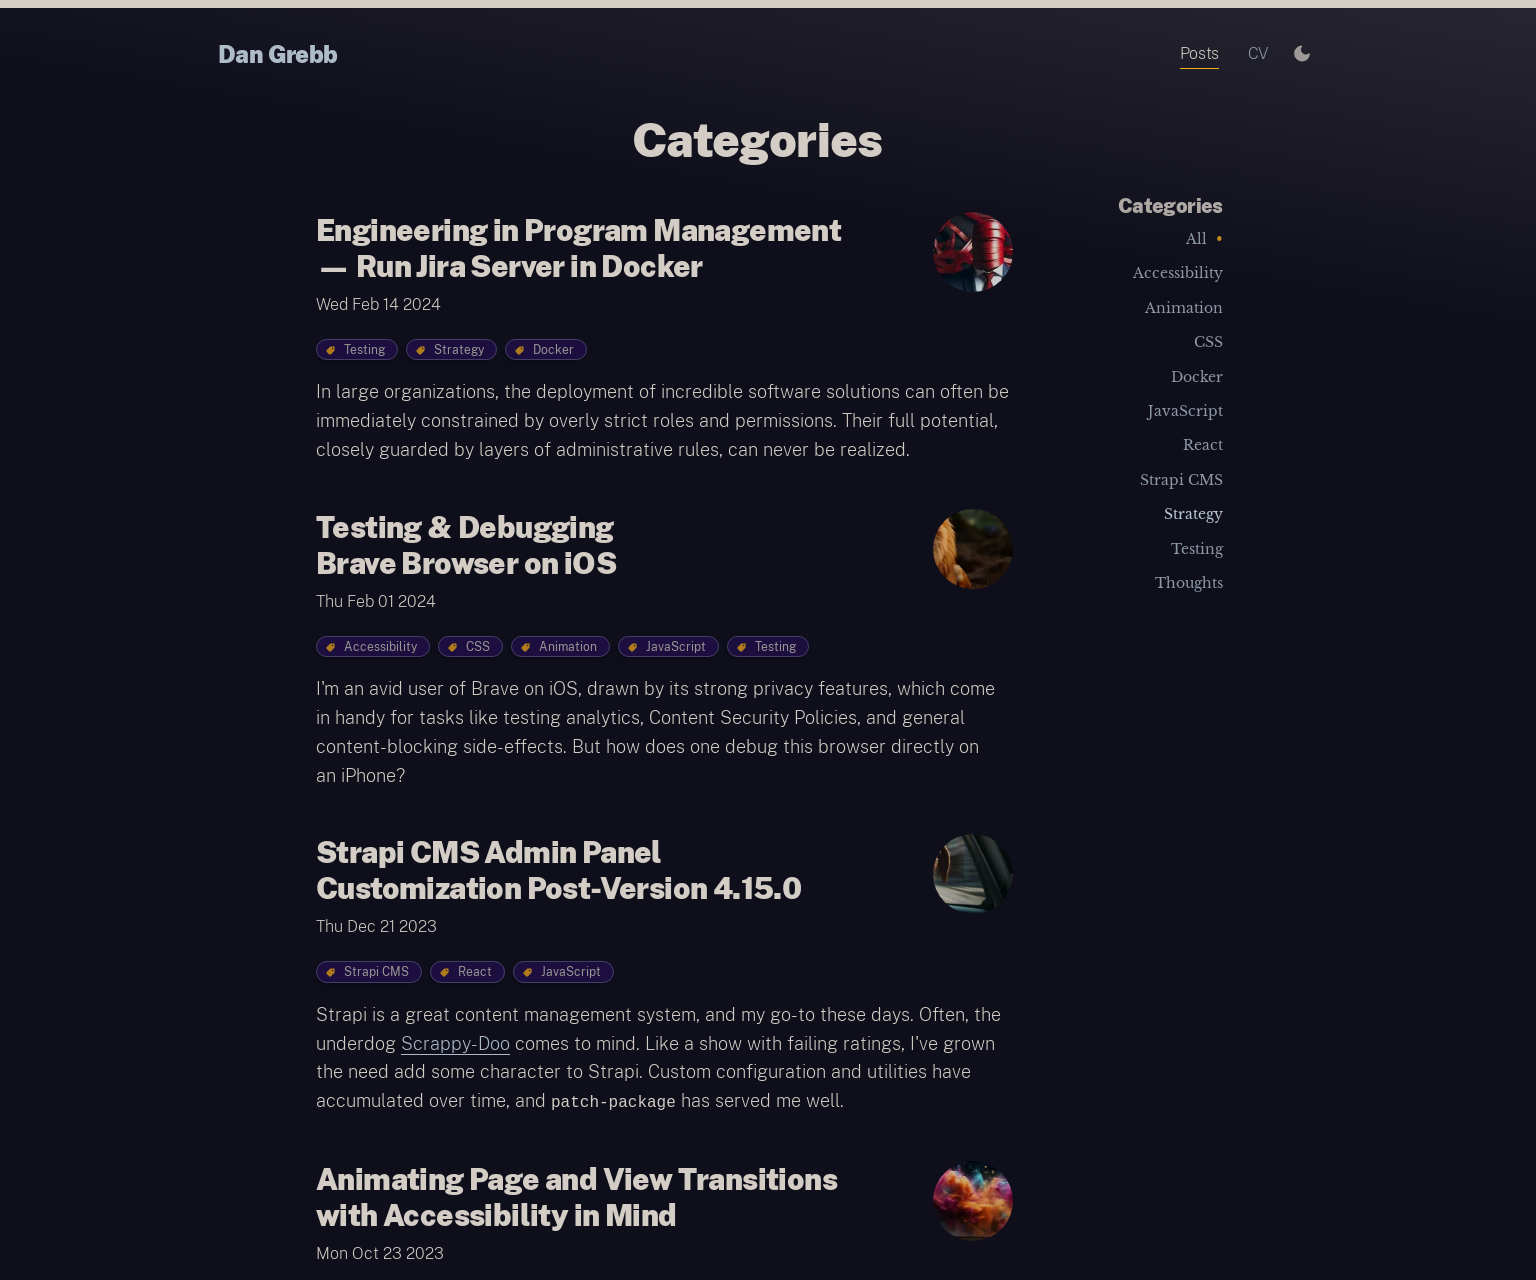 Dan Grebb
Posts
CV
Categories
Engineering in Program Management
— Run Jira Server in Docker
Wed Feb 14 2024
Testing
Strategy
Docker
In large organizations, the deployment of incredible software solutions can often be
immediately constrained by overly strict roles and permissions. Their full potential,
closely guarded by layers of administrative rules, can never be realized.
Testing & Debugging
Brave Browser on iOS
Thu Feb 01 2024
Accessibility
CSS
Animation
JavaScript
Testing
I'm an avid user of Brave on iOS, drawn by its strong privacy features, which come
in handy for tasks like testing analytics, Content Security Policies, and general
content-blocking side-effects. But how does one debug this browser directly on
an iPhone?
Strapi CMS Admin Panel
Customization Post-Version 4.15.0
Thu Dec 21 2023
Strapi CMS
React
JavaScript
Strapi is a great content management system, and my go-to these days. Often, the
underdog Scrappy-Doo comes to mind. Like a show with failing ratings, I've grown
the need add some character to Strapi. Custom configuration and utilities have
accumulated over time, and patch-package has served me well.
Animating Page and View Transitions
with Accessibility in Mind
Mon Oct 23 2023
Categories
All •
Accessibility
Animation
CSS
Docker
JavaScript
React
Strapi CMS
Strategy
Testing
Thoughts